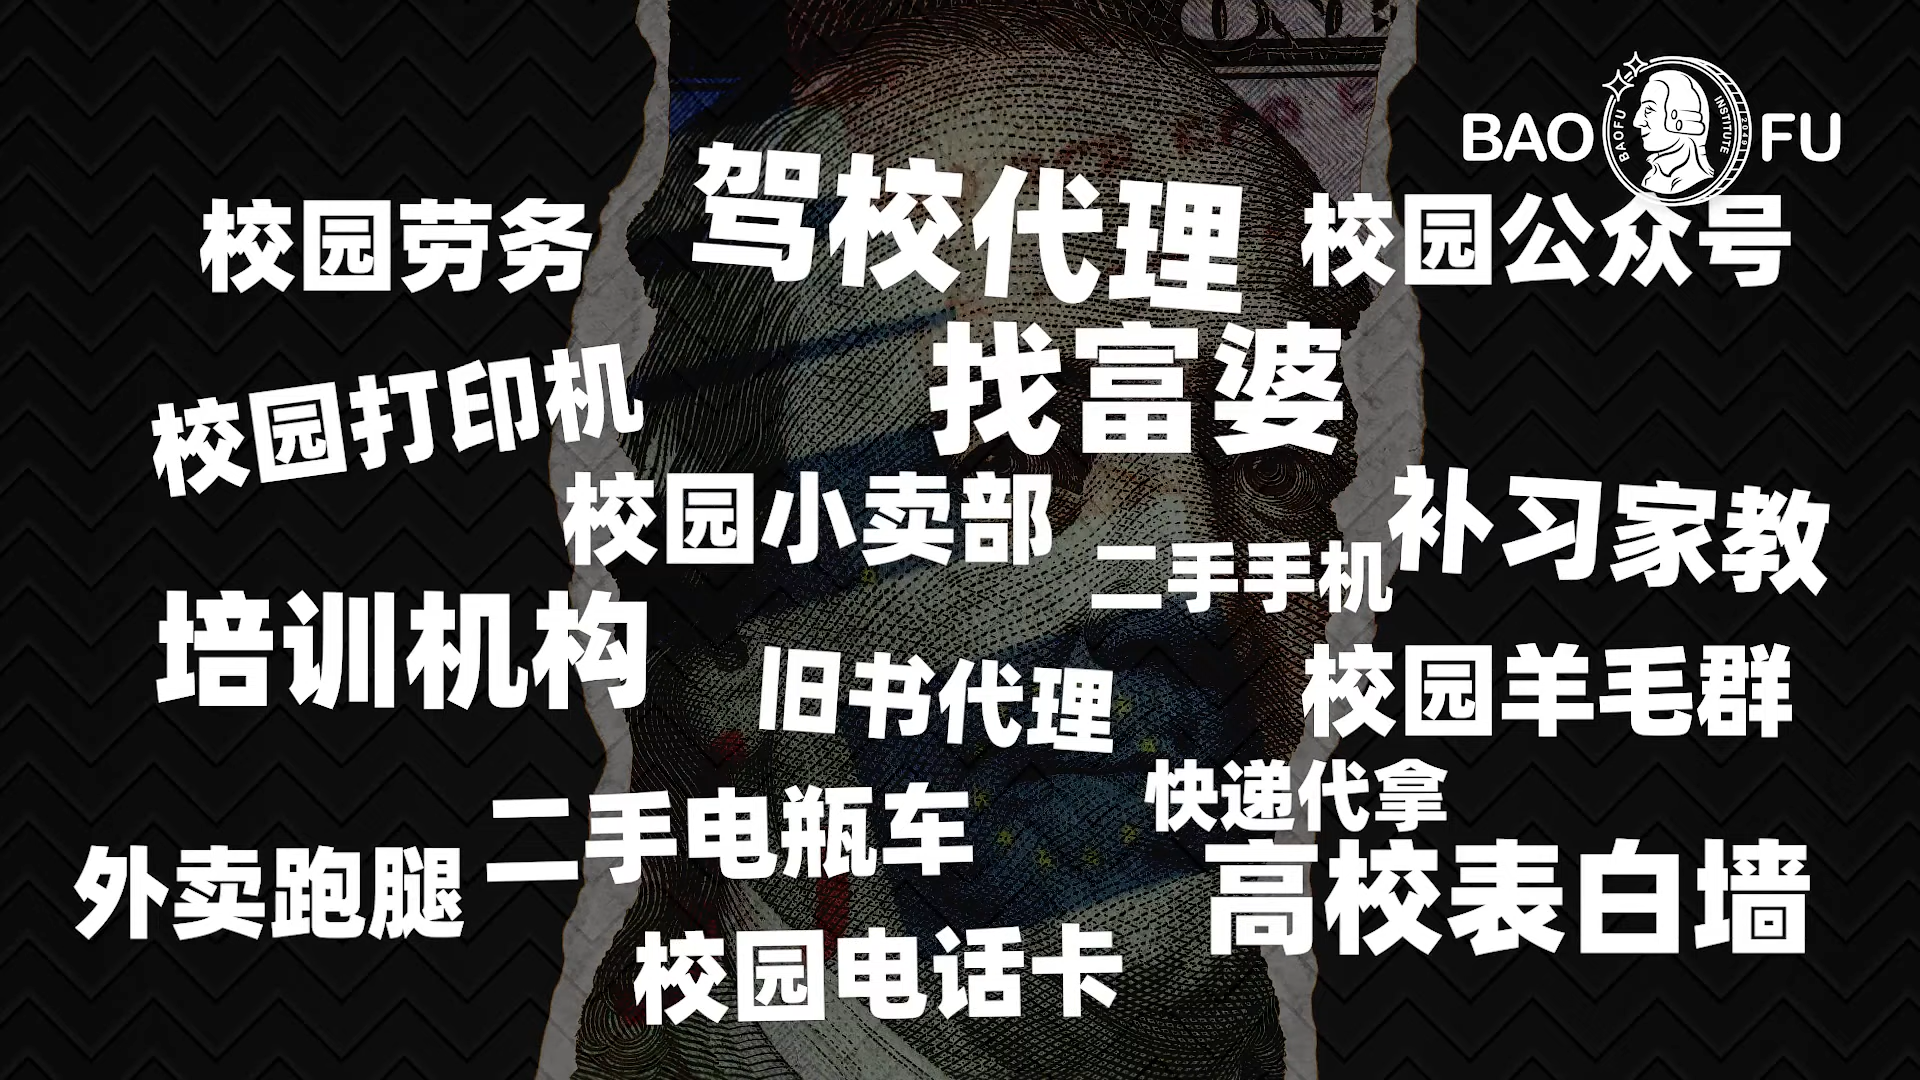 ONE
BAO FU
BAOFU INSTITUTE
校园劳务
驾校代理
校园公众号
校园打印机
找富婆
校园小卖部
补习家教
二手手机
培训机构
旧书代理
校园羊毛群
快递代拿
二手电瓶车
外卖跑腿
高校表白墙
校园电话卡